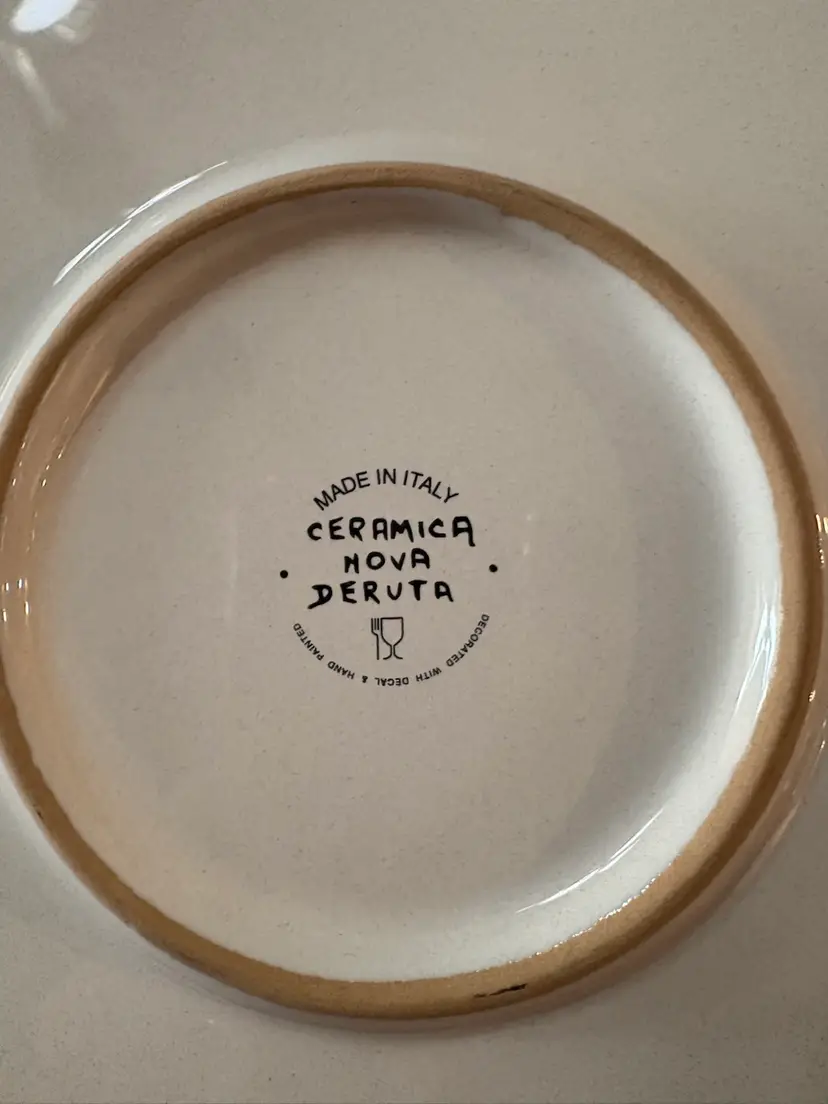 MADE IN ITALY
CERAMICA
NOVA
DERUTA
DECORATED WITH DECAL & HAND PAINTED